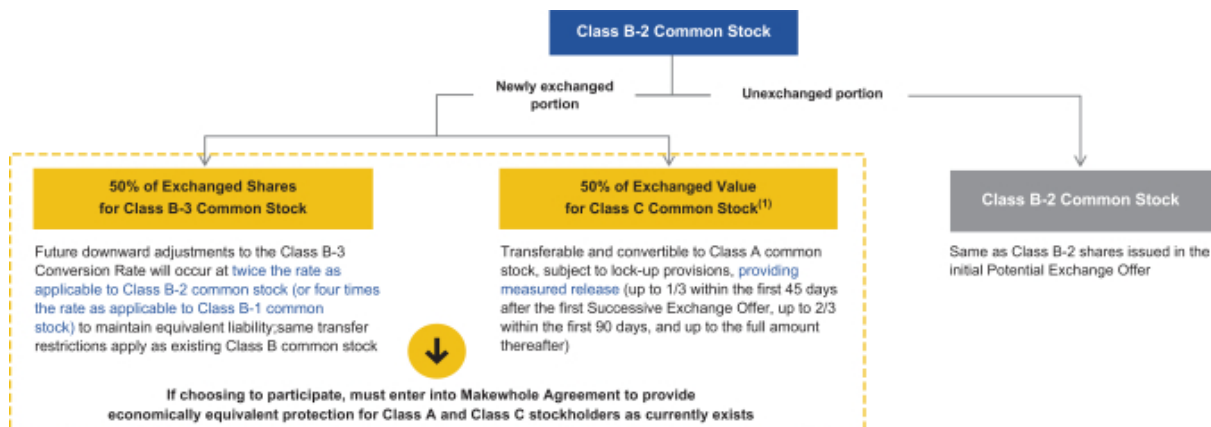 Class B-2 Common Stock
Newly exchanged
portion
Unexchanged portion
50% of Exchanged Shares
for Class B-3 Common Stock
Future downward adjustments to the Class B-3
Conversion Rate will occur at twice the rate as
applicable to Class B-2 common stock (or four times
the rate as applicable to Class B-1 common
stock) to maintain equivalent liability;same transfer
restrictions apply as existing Class B common stock
50% of Exchanged Value
for Class C Common Stock(1)
Transferable and convertible to Class A common
stock, subject to lock-up provisions, providing
measured release (up to 1/3 within the first 45 days
after the first Successive Exchange Offer, up to 2/3
within the first 90 days, and up to the full amount
thereafter)
Class B-2 Common Stock
Same as Class B-2 shares issued in the
initial Potential Exchange Offer
If choosing to participate, must enter into Makewhole Agreement to provide
economically equivalent protection for Class A and Class C stockholders as currently exists